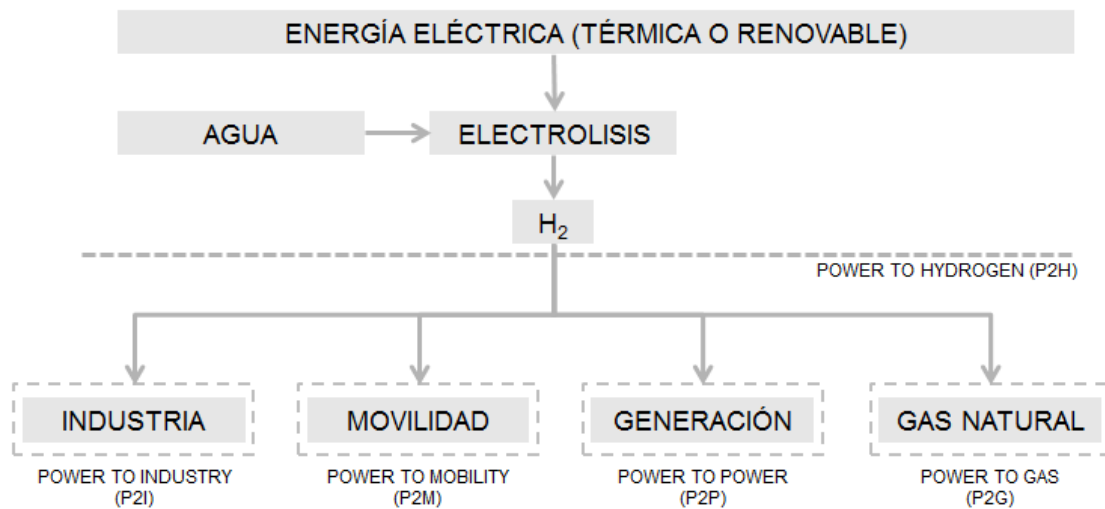 ENERGÍA ELÉCTRICA (TÉRMICA O RENOVABLE)
AGUA
ELECTROLISIS
H₂
POWER TO HYDROGEN (P2H)
INDUSTRIA
MOVILIDAD
GENERACIÓN
GAS NATURAL
POWER TO INDUSTRY
(P2I)
POWER TO MOBILITY
(P2M)
POWER TO POWER
(P2P)
POWER TO GAS
(P2G)